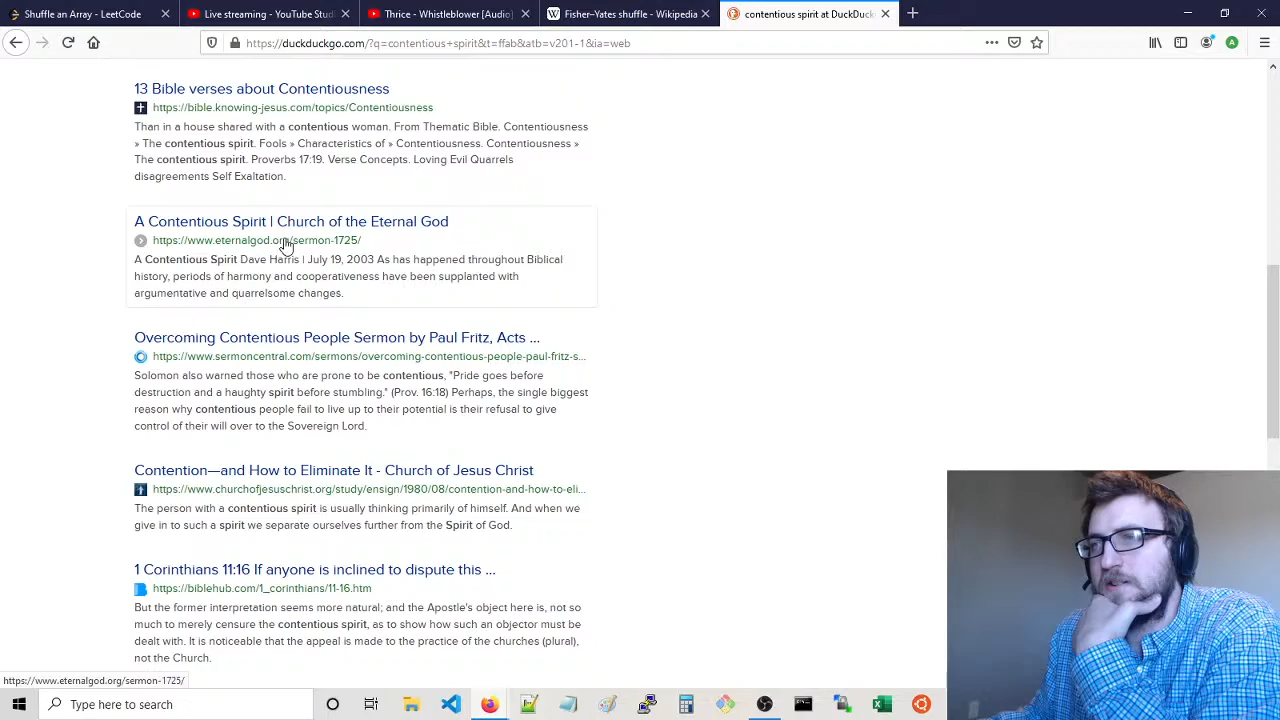 Shuffle an Array - LeetCode
Live streaming - YouTube Stud
Thrice - Whistleblower [Audio]
Fisher–Yates shuffle - Wikipedia
contentious spirit at DuckDuck
https://duckduckgo.com/?q=contentious+spirit&t=ffab&atb=v201-1&ia=web
13 Bible verses about Contentiousness
https://bible.knowing-jesus.com/topics/Contentiousness
Than in a house shared with a contentious woman. From Thematic Bible. Contentiousness
» The contentious spirit. Fools » Characteristics of » Contentiousness. Contentiousness »
The contentious spirit. Proverbs 17:19. Verse Concepts. Loving Evil Quarrels
disagreements Self Exaltation.
A Contentious Spirit | Church of the Eternal God
https://www.eternalgod.org/sermon-1725/
A Contentious Spirit Dave Harris | July 19, 2003 As has happened throughout Biblical
history, periods of harmony and cooperativeness have been supplanted with
argumentative and quarrelsome changes.
Overcoming Contentious People Sermon by Paul Fritz, Acts ...
https://www.sermoncentral.com/sermons/overcoming-contentious-people-paul-fritz-s...
Solomon also warned those who are prone to be contentious, "Pride goes before
destruction and a haughty spirit before stumbling." (Prov. 16:18) Perhaps, the single biggest
reason why contentious people fail to live up to their potential is their refusal to give
control of their will over to the Sovereign Lord.
Contention—and How to Eliminate It - Church of Jesus Christ
https://www.churchofjesuschrist.org/study/ensign/1980/08/contention-and-how-to-eli...
The person with a contentious spirit is usually thinking primarily of himself. And when we
give in to such a spirit we separate ourselves further from the Spirit of God.
1 Corinthians 11:16 If anyone is inclined to dispute this ...
https://biblehub.com/1_corinthians/11-16.htm
But the former interpretation seems more natural; and the Apostle's object here is, not so
much to merely censure the contentious spirit, as to show how such an objector must be
dealt with. It is noticeable that the appeal is made to the practice of the churches (plural),
not the Church.
https://www.eternalgod.org/sermon-1725/
Type here to search